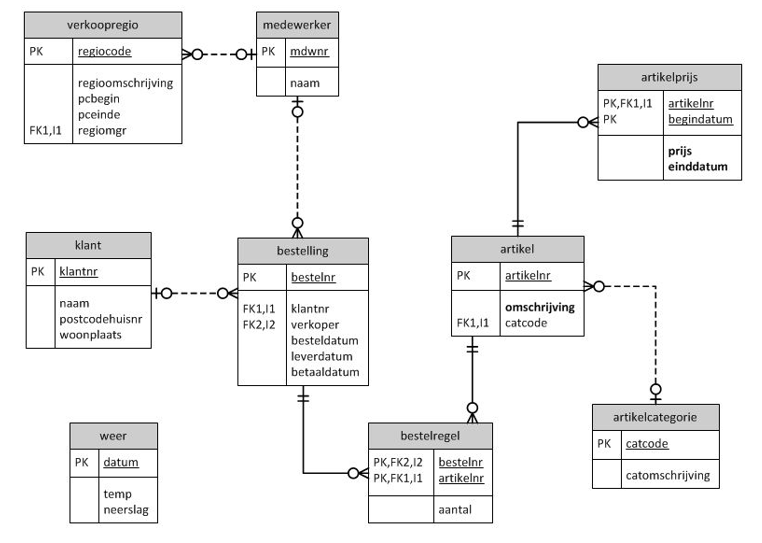 verkoopregio
PK regiocode
regioomschrijving
pcbegin
pceinde
FK1,I1 regiomgr
medewerker
PK mdwnr
naam
artikelprijs
PK,FK1,I1 artikelnr
PK begindatum
prijs
einddatum
klant
PK klantnr
naam
postcodehuisnr
woonplaats
bestelling
PK bestelnr
FK1,I1 klantnr
FK2,I2 verkoper
besteldatum
leverdatum
betaaldatum
artikel
PK artikelnr
omschrijving
FK1,I1 catcode
weer
PK datum
temp
neerslag
bestelregel
PK,FK2,I2 bestelnr
PK,FK1,I1 artikelnr
aantal
artikelcategorie
PK catcode
catomschrijving